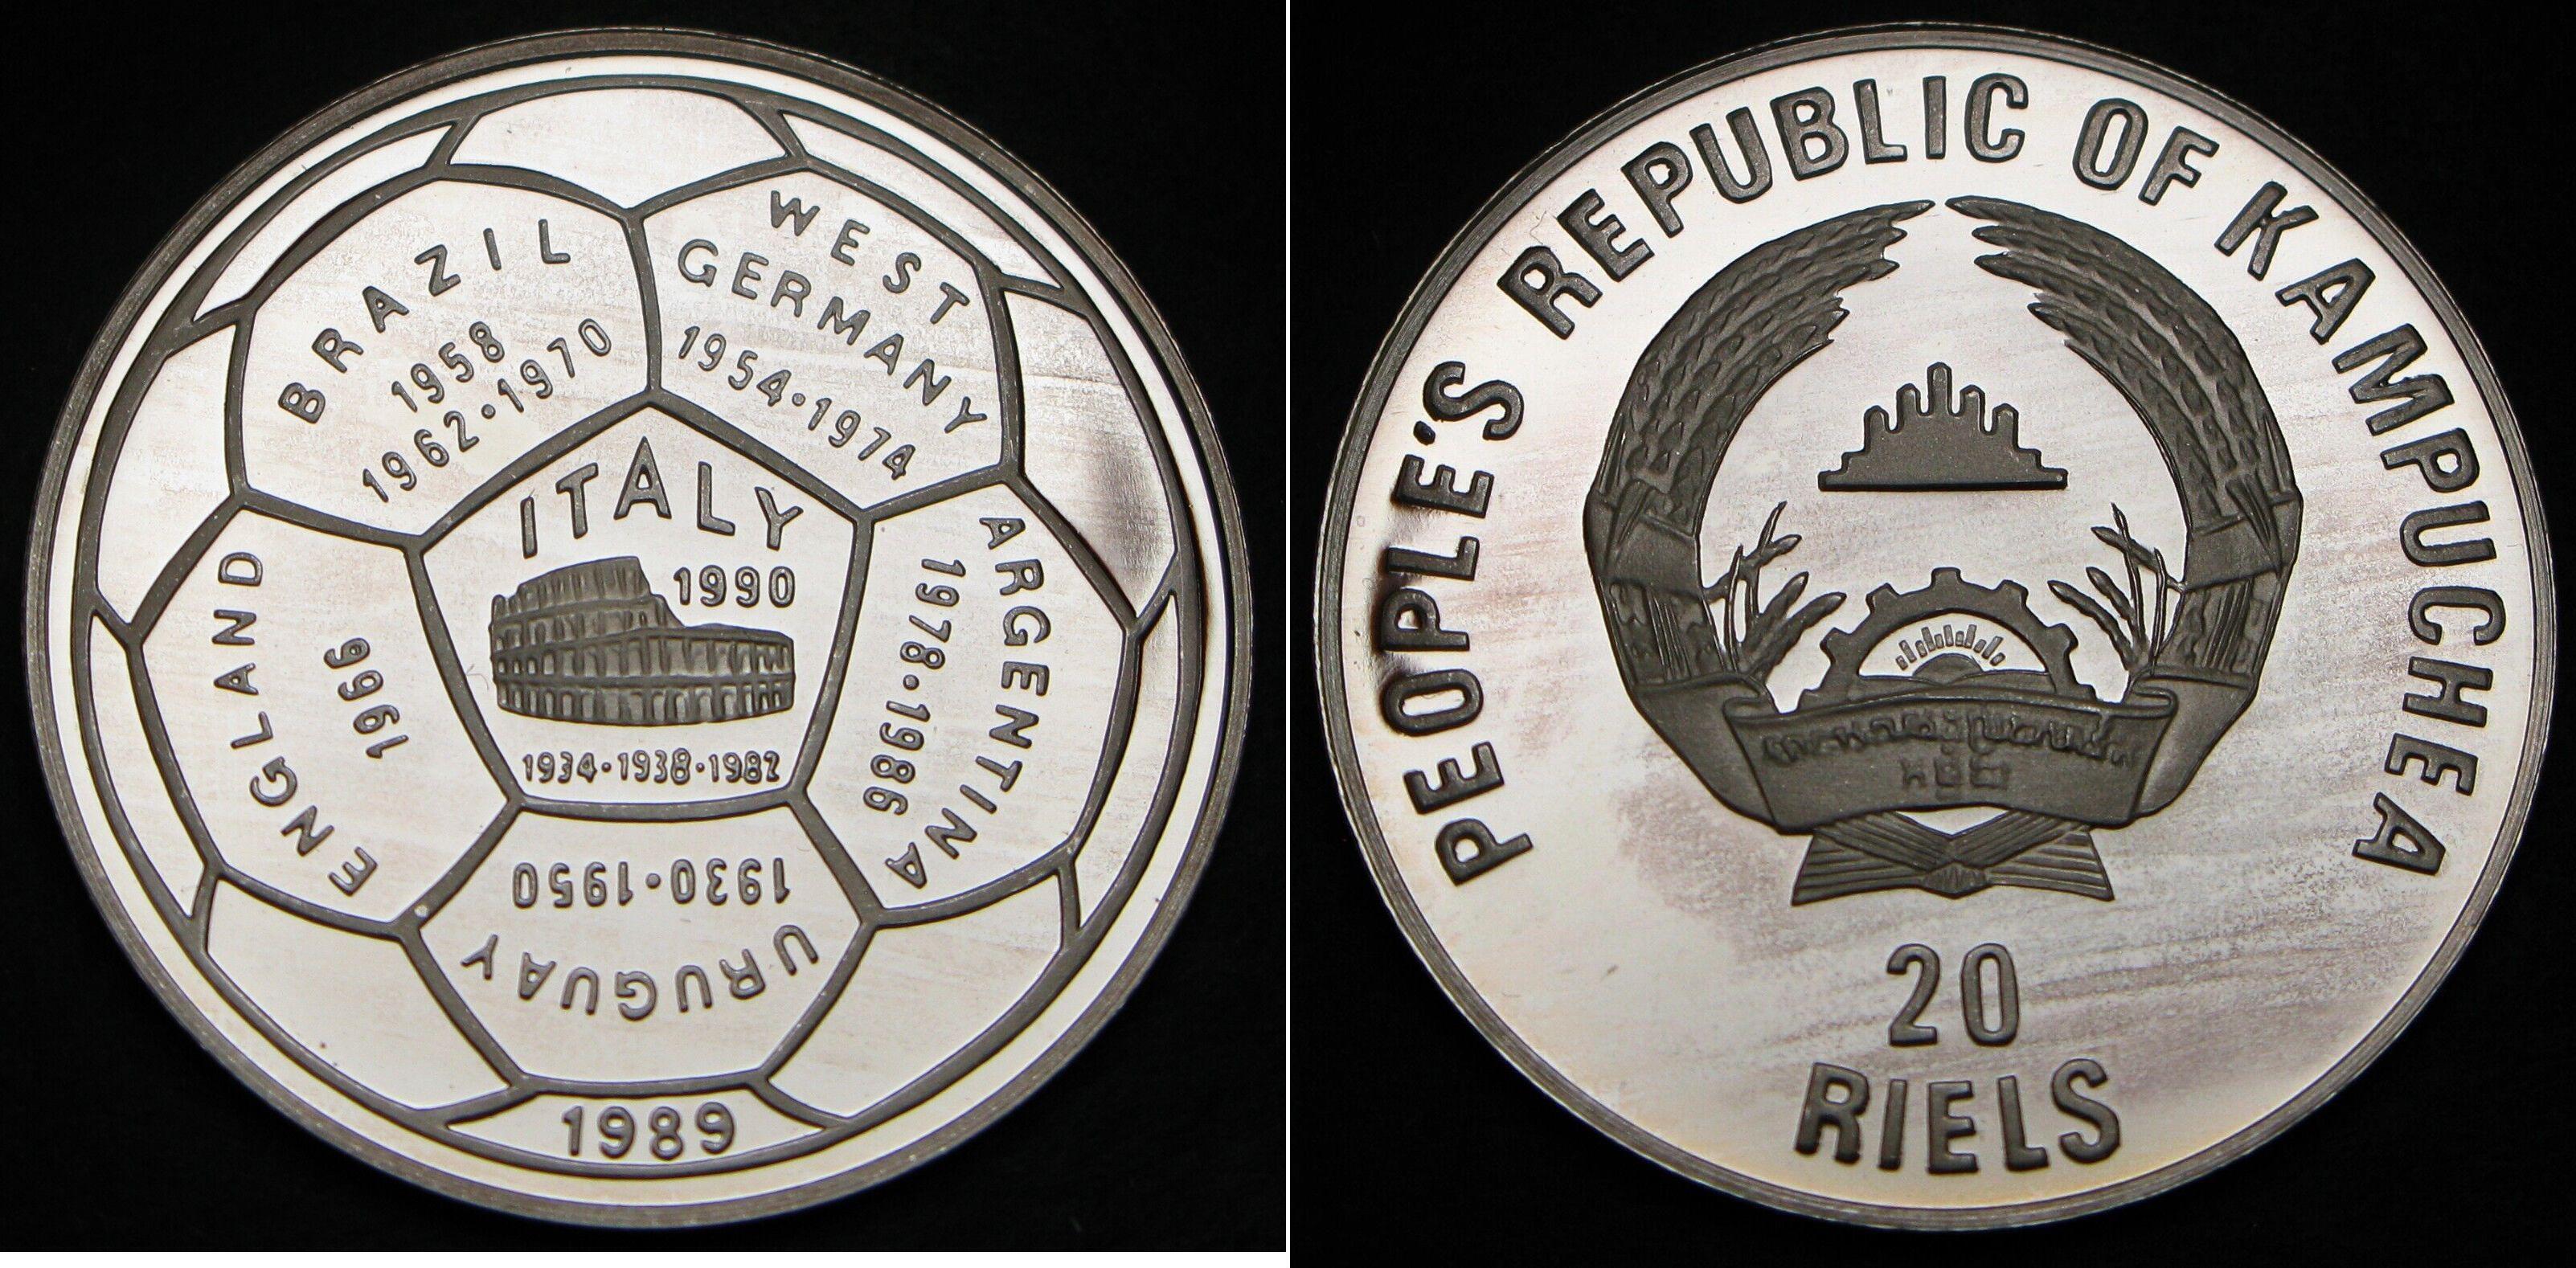 BRAZIL
1958
1962·1970
WEST
GERMANY
1954·1974
ITALY
1990
1934·1938·1982
ENGLAND
1966
ARGENTINA
1978·1986
URUGUAY
1930·1950
1989
PEOPLE'S REPUBLIC OF KAMPUCHEA
20
RIELS